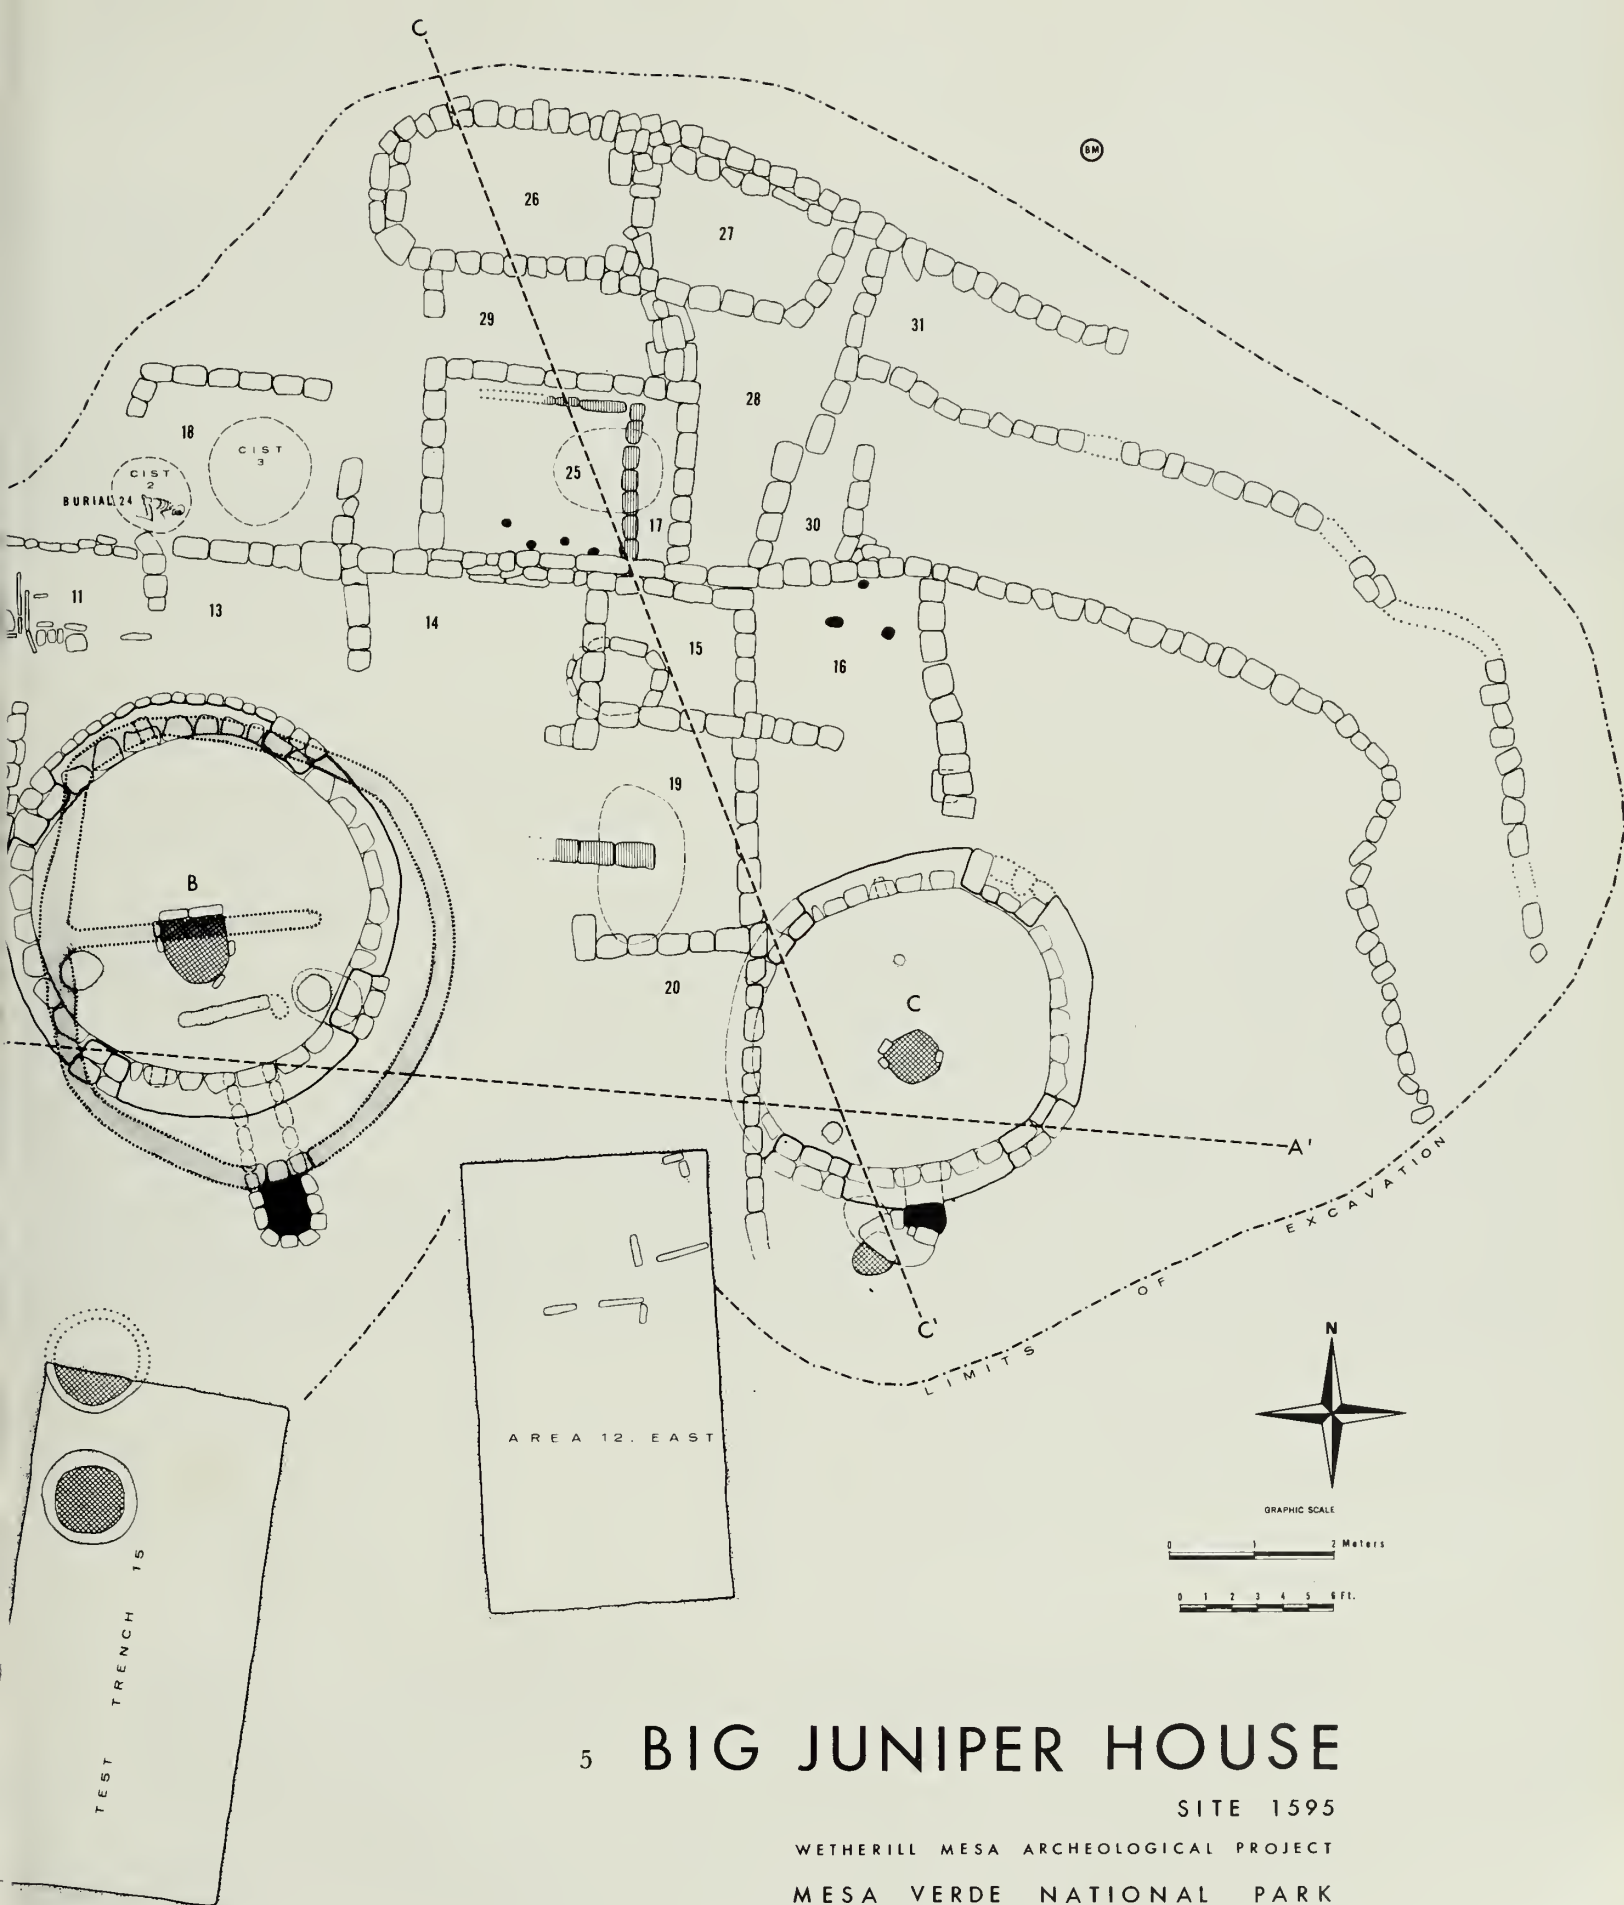 C
BM
26
27
29
31
28
18
CIST
3
CIST
2
BURIAL 24
25
17
30
11
13
14
15
16
19
B
20
C
A'
C'
LIMITS OF EXCAVATION
AREA 12. EAST
TEST TRENCH 15
N
GRAPHIC SCALE
0 1 2 Meters
0 1 2 3 4 5 6 Ft.
5 BIG JUNIPER HOUSE
SITE 1595
WETHERILL MESA ARCHEOLOGICAL PROJECT
MESA VERDE NATIONAL PARK